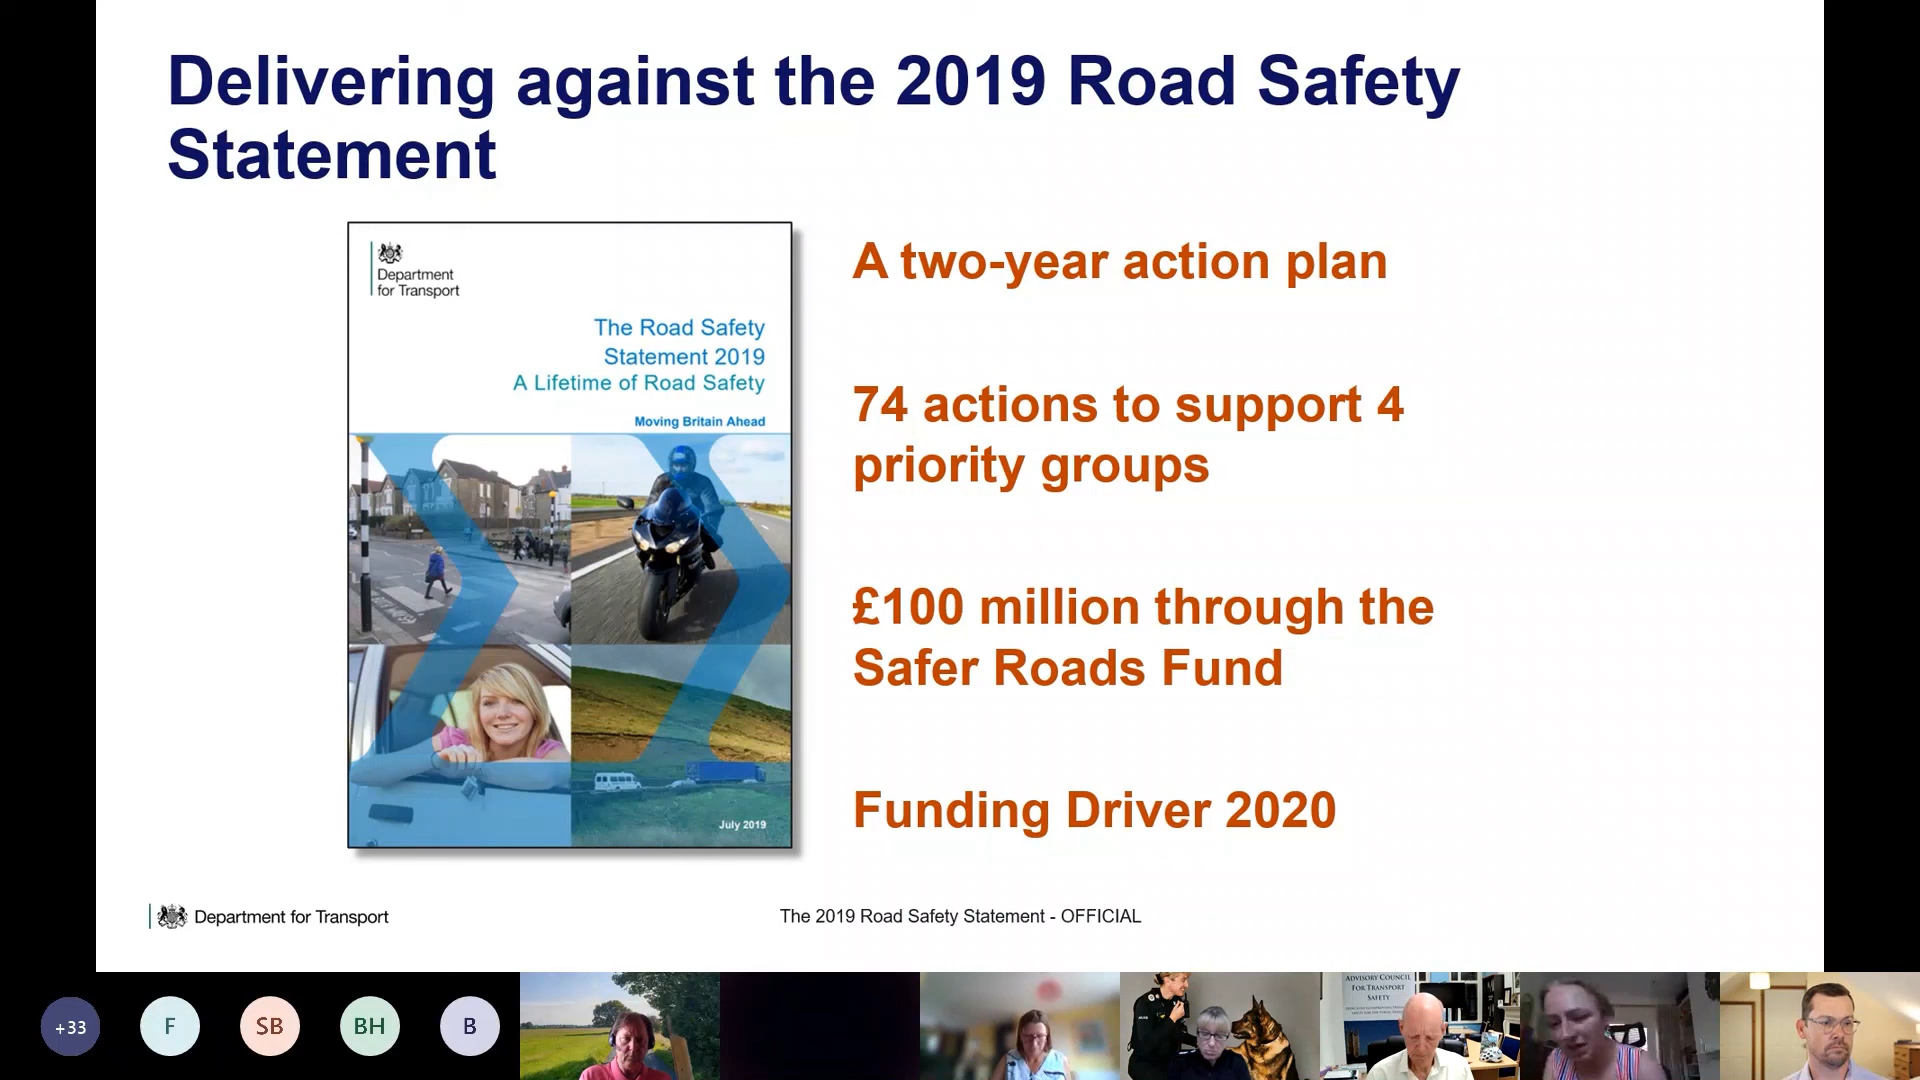 Delivering against the 2019 Road Safety
Statement
Department
for Transport
The Road Safety
Statement 2019
A Lifetime of Road Safety
Moving Britain Ahead
July 2019
A two-year action plan
74 actions to support 4
priority groups
£100 million through the
Safer Roads Fund
Funding Driver 2020
Department for Transport
The 2019 Road Safety Statement - OFFICIAL
+33
F
SB
BH
B
ADVISORY COUNCIL
FOR TRANSPORT
SAFETY